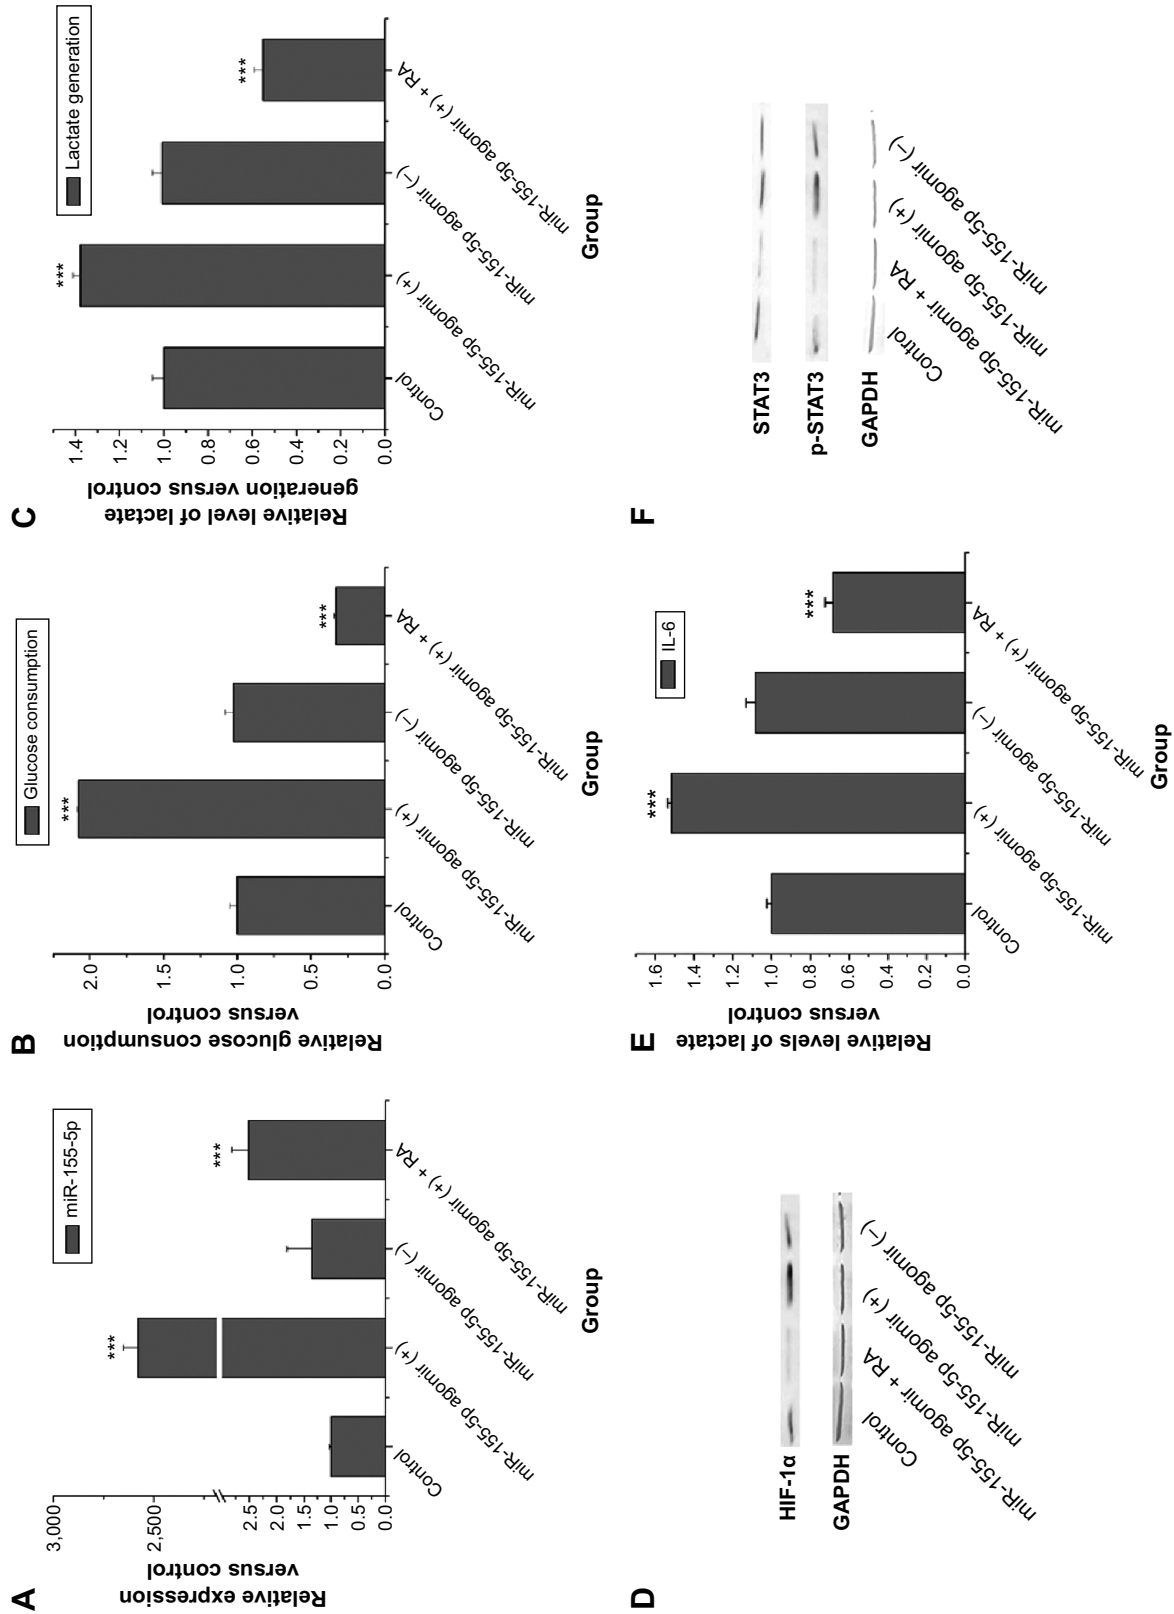 A
miR-155-5p
Relative expression
versus control
3,000
2,500
2.5
2.0
1.5
1.0
0.5
0.0
***
***
Control
miR-155-5p agomir (+)
miR-155-5p agomir (–)
miR-155-5p agomir (+) + RA
Group
B
Glucose consumption
Relative glucose consumption
versus control
2.0
1.5
1.0
0.5
0.0
***
***
Control
miR-155-5p agomir (+)
miR-155-5p agomir (–)
miR-155-5p agomir (+) + RA
Group
C
Lactate generation
Relative level of lactate
generation versus control
1.4
1.2
1.0
0.8
0.6
0.4
0.2
0.0
***
***
Control
miR-155-5p agomir (+)
miR-155-5p agomir (–)
miR-155-5p agomir (+) + RA
Group
D
HIF-1α
GAPDH
Control
miR-155-5p agomir + RA
miR-155-5p agomir (+)
miR-155-5p agomir (–)
E
IL-6
Relative levels of lactate
versus control
1.6
1.4
1.2
1.0
0.8
0.6
0.4
0.2
0.0
***
***
Control
miR-155-5p agomir (+)
miR-155-5p agomir (–)
miR-155-5p agomir (+) + RA
Group
F
STAT3
p-STAT3
GAPDH
Control
miR-155-5p agomir + RA
miR-155-5p agomir (+)
miR-155-5p agomir (–)